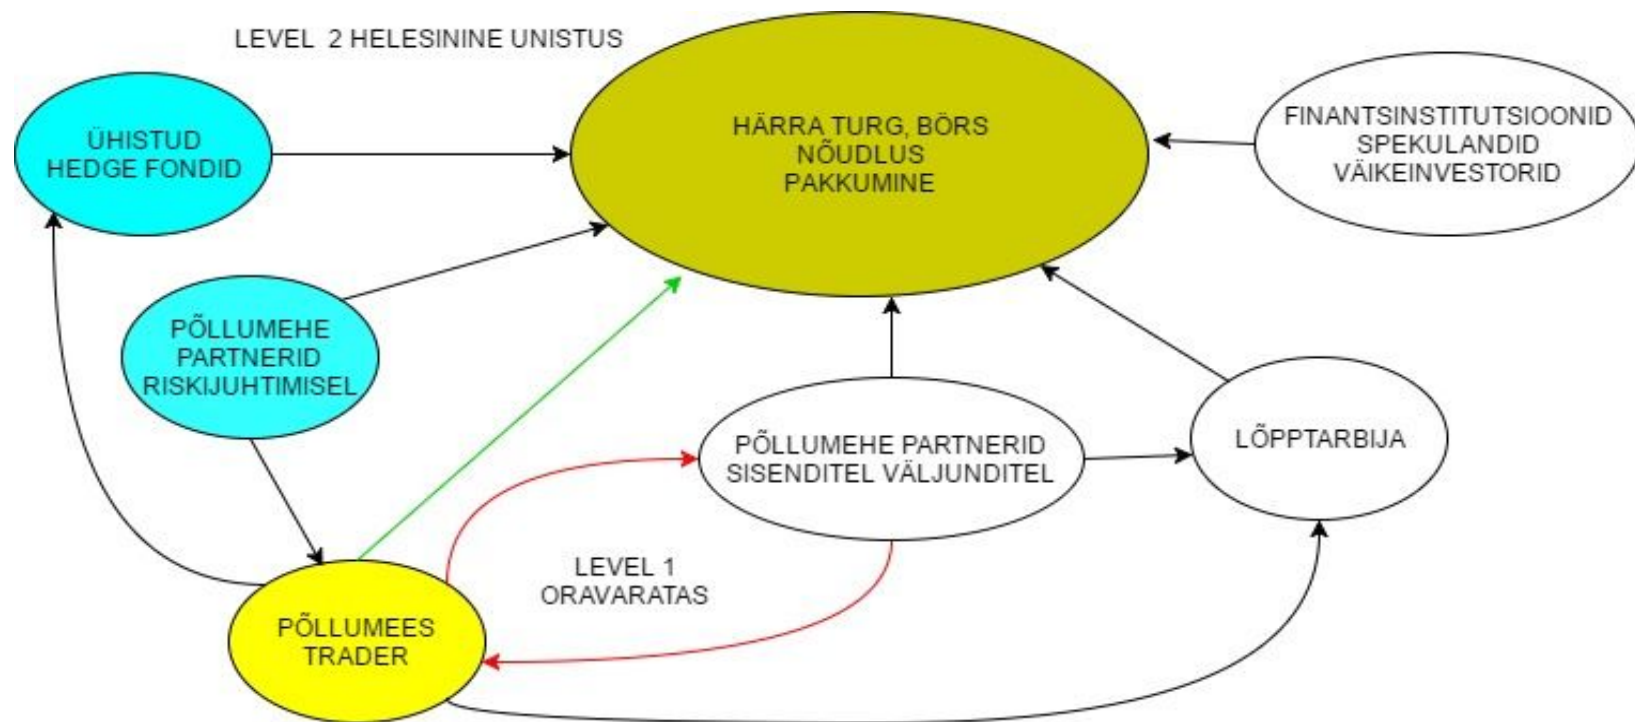 LEVEL 2 HELESININE UNISTUS
ÜHISTUD
HEDGE FONDID
HÄRRA TURG, BÖRS
NÕUDLUS
PAKKUMINE
FINANTSINSTITUTSIOONID
SPEKULANDID
VÄIKEINVESTORID
PÕLLUMEHE
PARTNERID
RISKIJUHTIMISEL
PÕLLUMEHE PARTNERID
SISENDITEL VÄLJUNDITEL
LÕPPTARBIJA
LEVEL 1
ORAVARATAS
PÕLLUMEES
TRADER